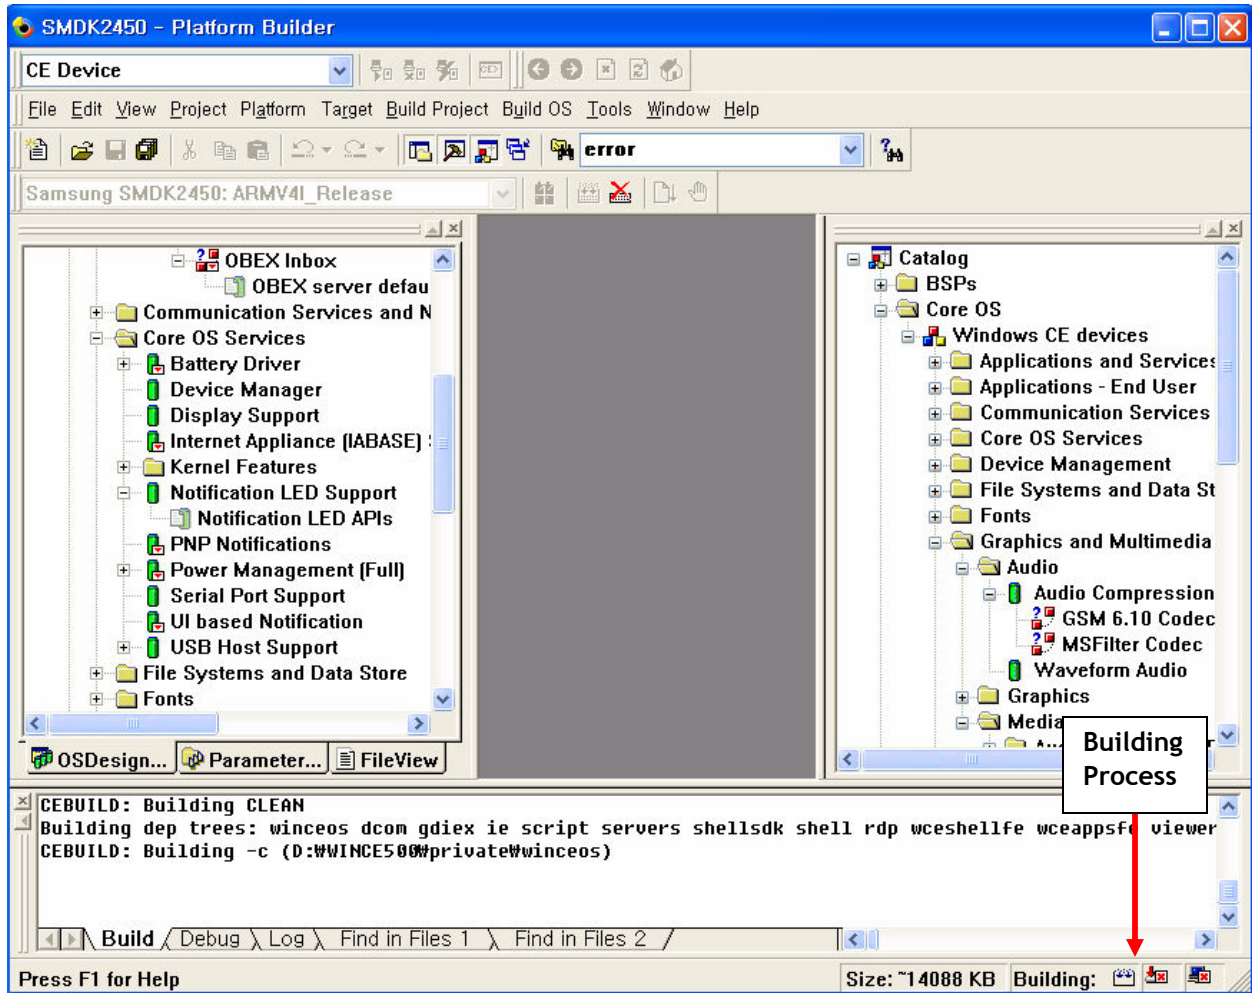 SMDK2450 - Platform Builder
CE Device
File Edit View Project Platform Target Build Project Build OS Tools Window Help
error
Samsung SMDK2450: ARMV4I_Release
OBEX Inbox
OBEX server defau
Communication Services and N
Core OS Services
Battery Driver
Device Manager
Display Support
Internet Appliance (IABASE)
Kernel Features
Notification LED Support
Notification LED APIs
PNP Notifications
Power Management (Full)
Serial Port Support
UI based Notification
USB Host Support
File Systems and Data Store
Fonts
OSDesign... Parameter... FileView
Catalog
BSPs
Core OS
Windows CE devices
Applications and Services
Applications - End User
Communication Services
Core OS Services
Device Management
File Systems and Data St
Fonts
Graphics and Multimedia
Audio
Audio Compression
GSM 6.10 Codec
MSFilter Codec
Waveform Audio
Graphics
Media
Building
Process
CEBUILD: Building CLEAN
Building dep trees: winceos dcom gdiex ie script servers shellsdk shell rdp wceshellfe wceappsfe viewer
CEBUILD: Building -c (D:₩WINCE500₩private₩winceos)
Build Debug Log Find in Files 1 Find in Files 2
Press F1 for Help
Size: ~14088 KB Building: